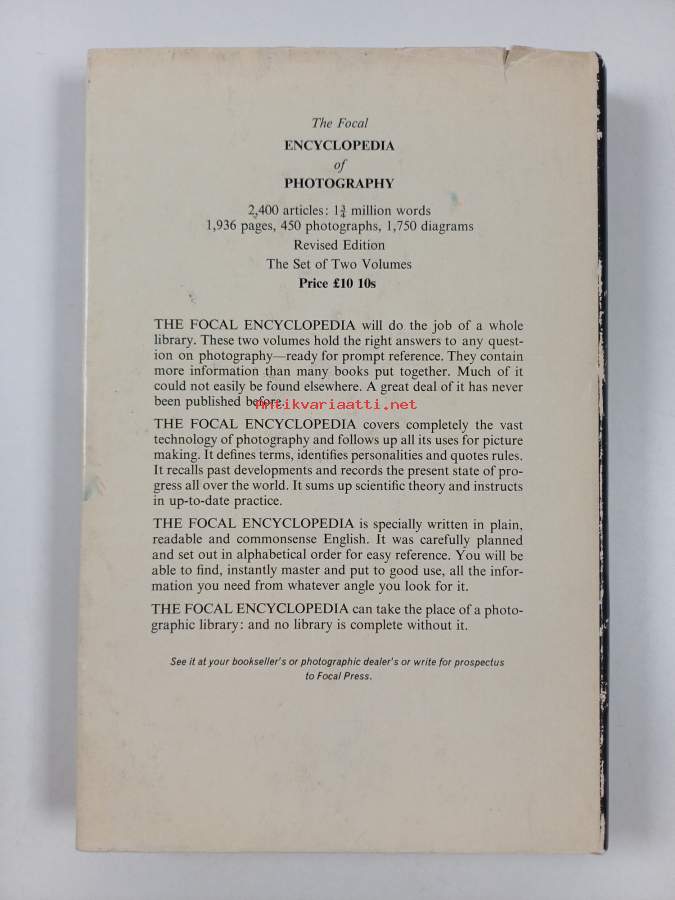 The Focal
ENCYCLOPEDIA
of
PHOTOGRAPHY
2,400 articles: 1¾ million words
1,936 pages, 450 photographs, 1,750 diagrams
Revised Edition
The Set of Two Volumes
Price £10 10s
THE FOCAL ENCYCLOPEDIA will do the job of a whole
library. These two volumes hold the right answers to any quest-
ion on photography—ready for prompt reference. They contain
more information than many books put together. Much of it
could not easily be found elsewhere. A great deal of it has never
been published before.
antikvariaatti.net
THE FOCAL ENCYCLOPEDIA covers completely the vast
technology of photography and follows up all its uses for picture
making. It defines terms, identifies personalities and quotes rules.
It recalls past developments and records the present state of pro-
gress all over the world. It sums up scientific theory and instructs
in up-to-date practice.
THE FOCAL ENCYCLOPEDIA is specially written in plain,
readable and commonsense English. It was carefully planned
and set out in alphabetical order for easy reference. You will be
able to find, instantly master and put to good use, all the infor-
mation you need from whatever angle you look for it.
THE FOCAL ENCYCLOPEDIA can take the place of a photo-
graphic library: and no library is complete without it.
See it at your bookseller's or photographic dealer's or write for prospectus
to Focal Press.